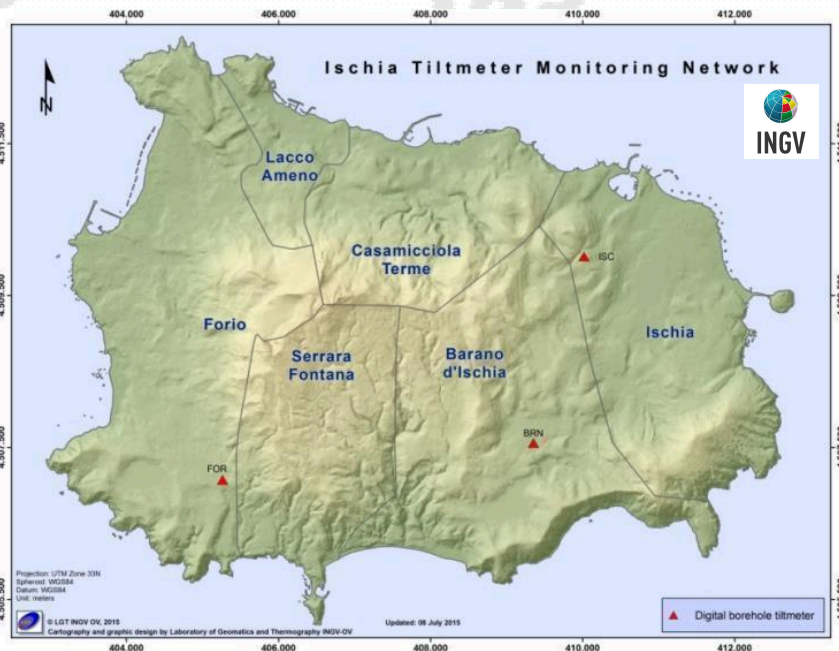 404.000 406.000 408.000 410.000 412.000
Ischia Tiltmeter Monitoring Network
N
INGV
Lacco
Ameno
Casamicciola
Terme
ISC
Forio
Ischia
Serrara
Fontana
Barano
d'Ischia
BRN
FOR
Projection: UTM Zone 33N
Spheroid: WGS84
Datum: WGS84
Unit: meters
© LGT INGV OV, 2015
Cartography and graphic design by Laboratory of Geomatics and Thermography INGV-OV
Updated: 08 July 2015
Digital borehole tiltmeter
404.000 406.000 408.000 410.000 412.000